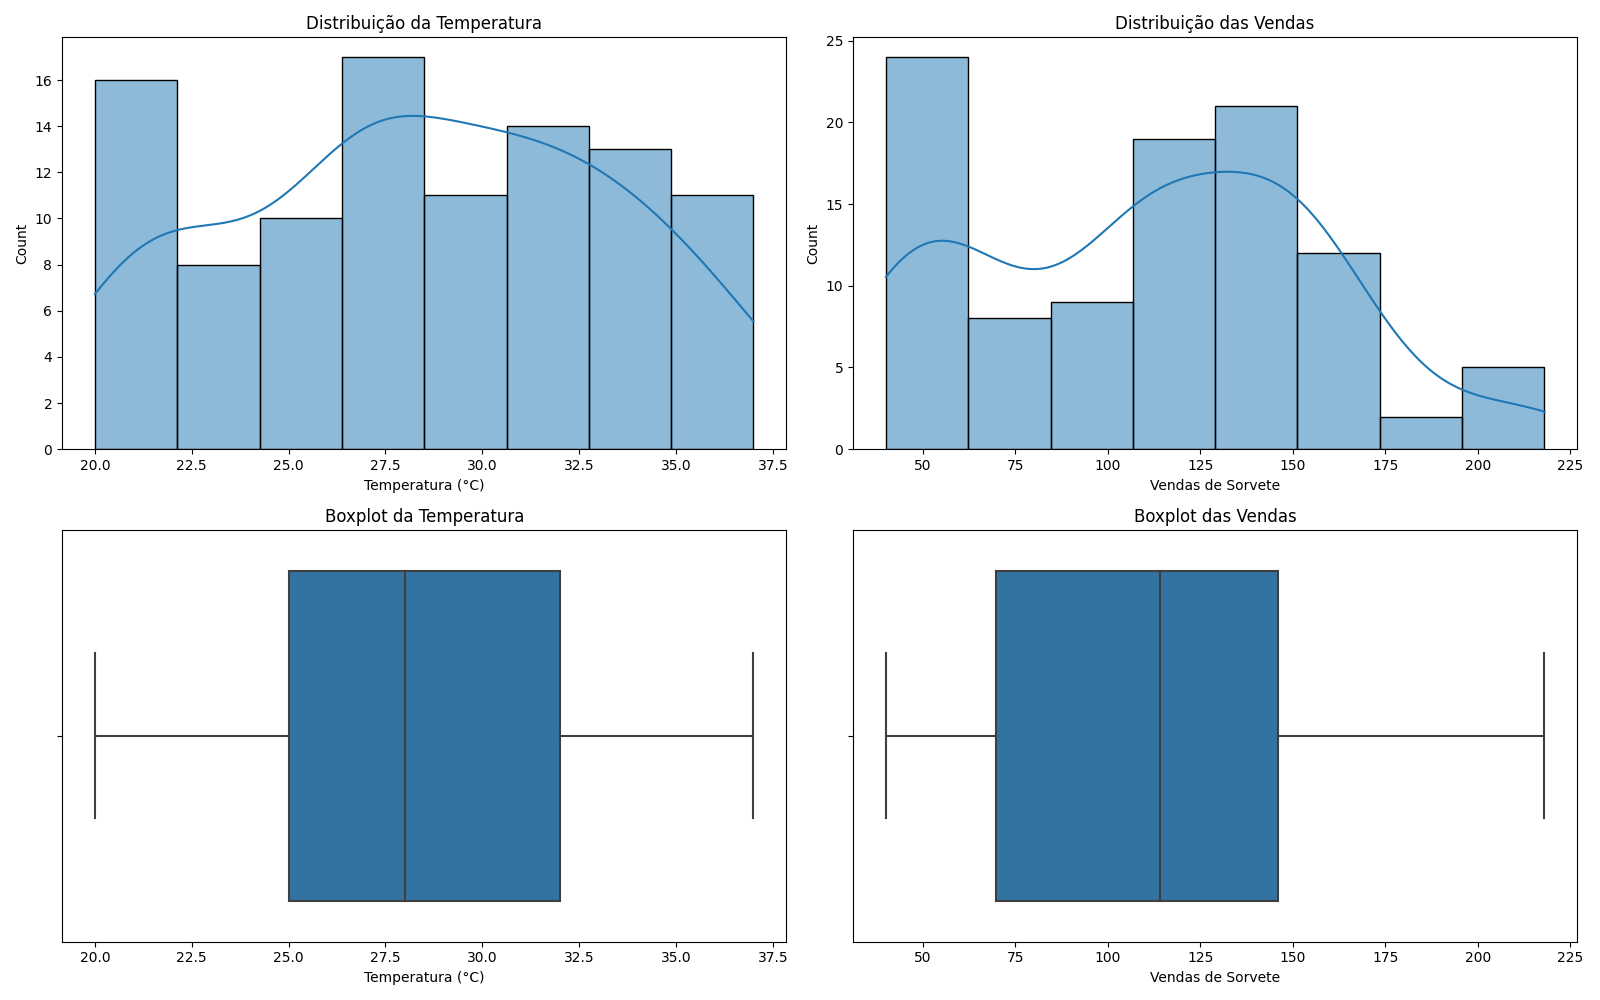 Distribuição da Temperatura
Count
16
14
12
10
8
6
4
2
0
20.0 22.5 25.0 27.5 30.0 32.5 35.0 37.5
Temperatura (°C)
Distribuição das Vendas
Count
25
20
15
10
5
0
50 75 100 125 150 175 200 225
Vendas de Sorvete
Boxplot da Temperatura
20.0 22.5 25.0 27.5 30.0 32.5 35.0 37.5
Temperatura (°C)
Boxplot das Vendas
50 75 100 125 150 175 200 225
Vendas de Sorvete